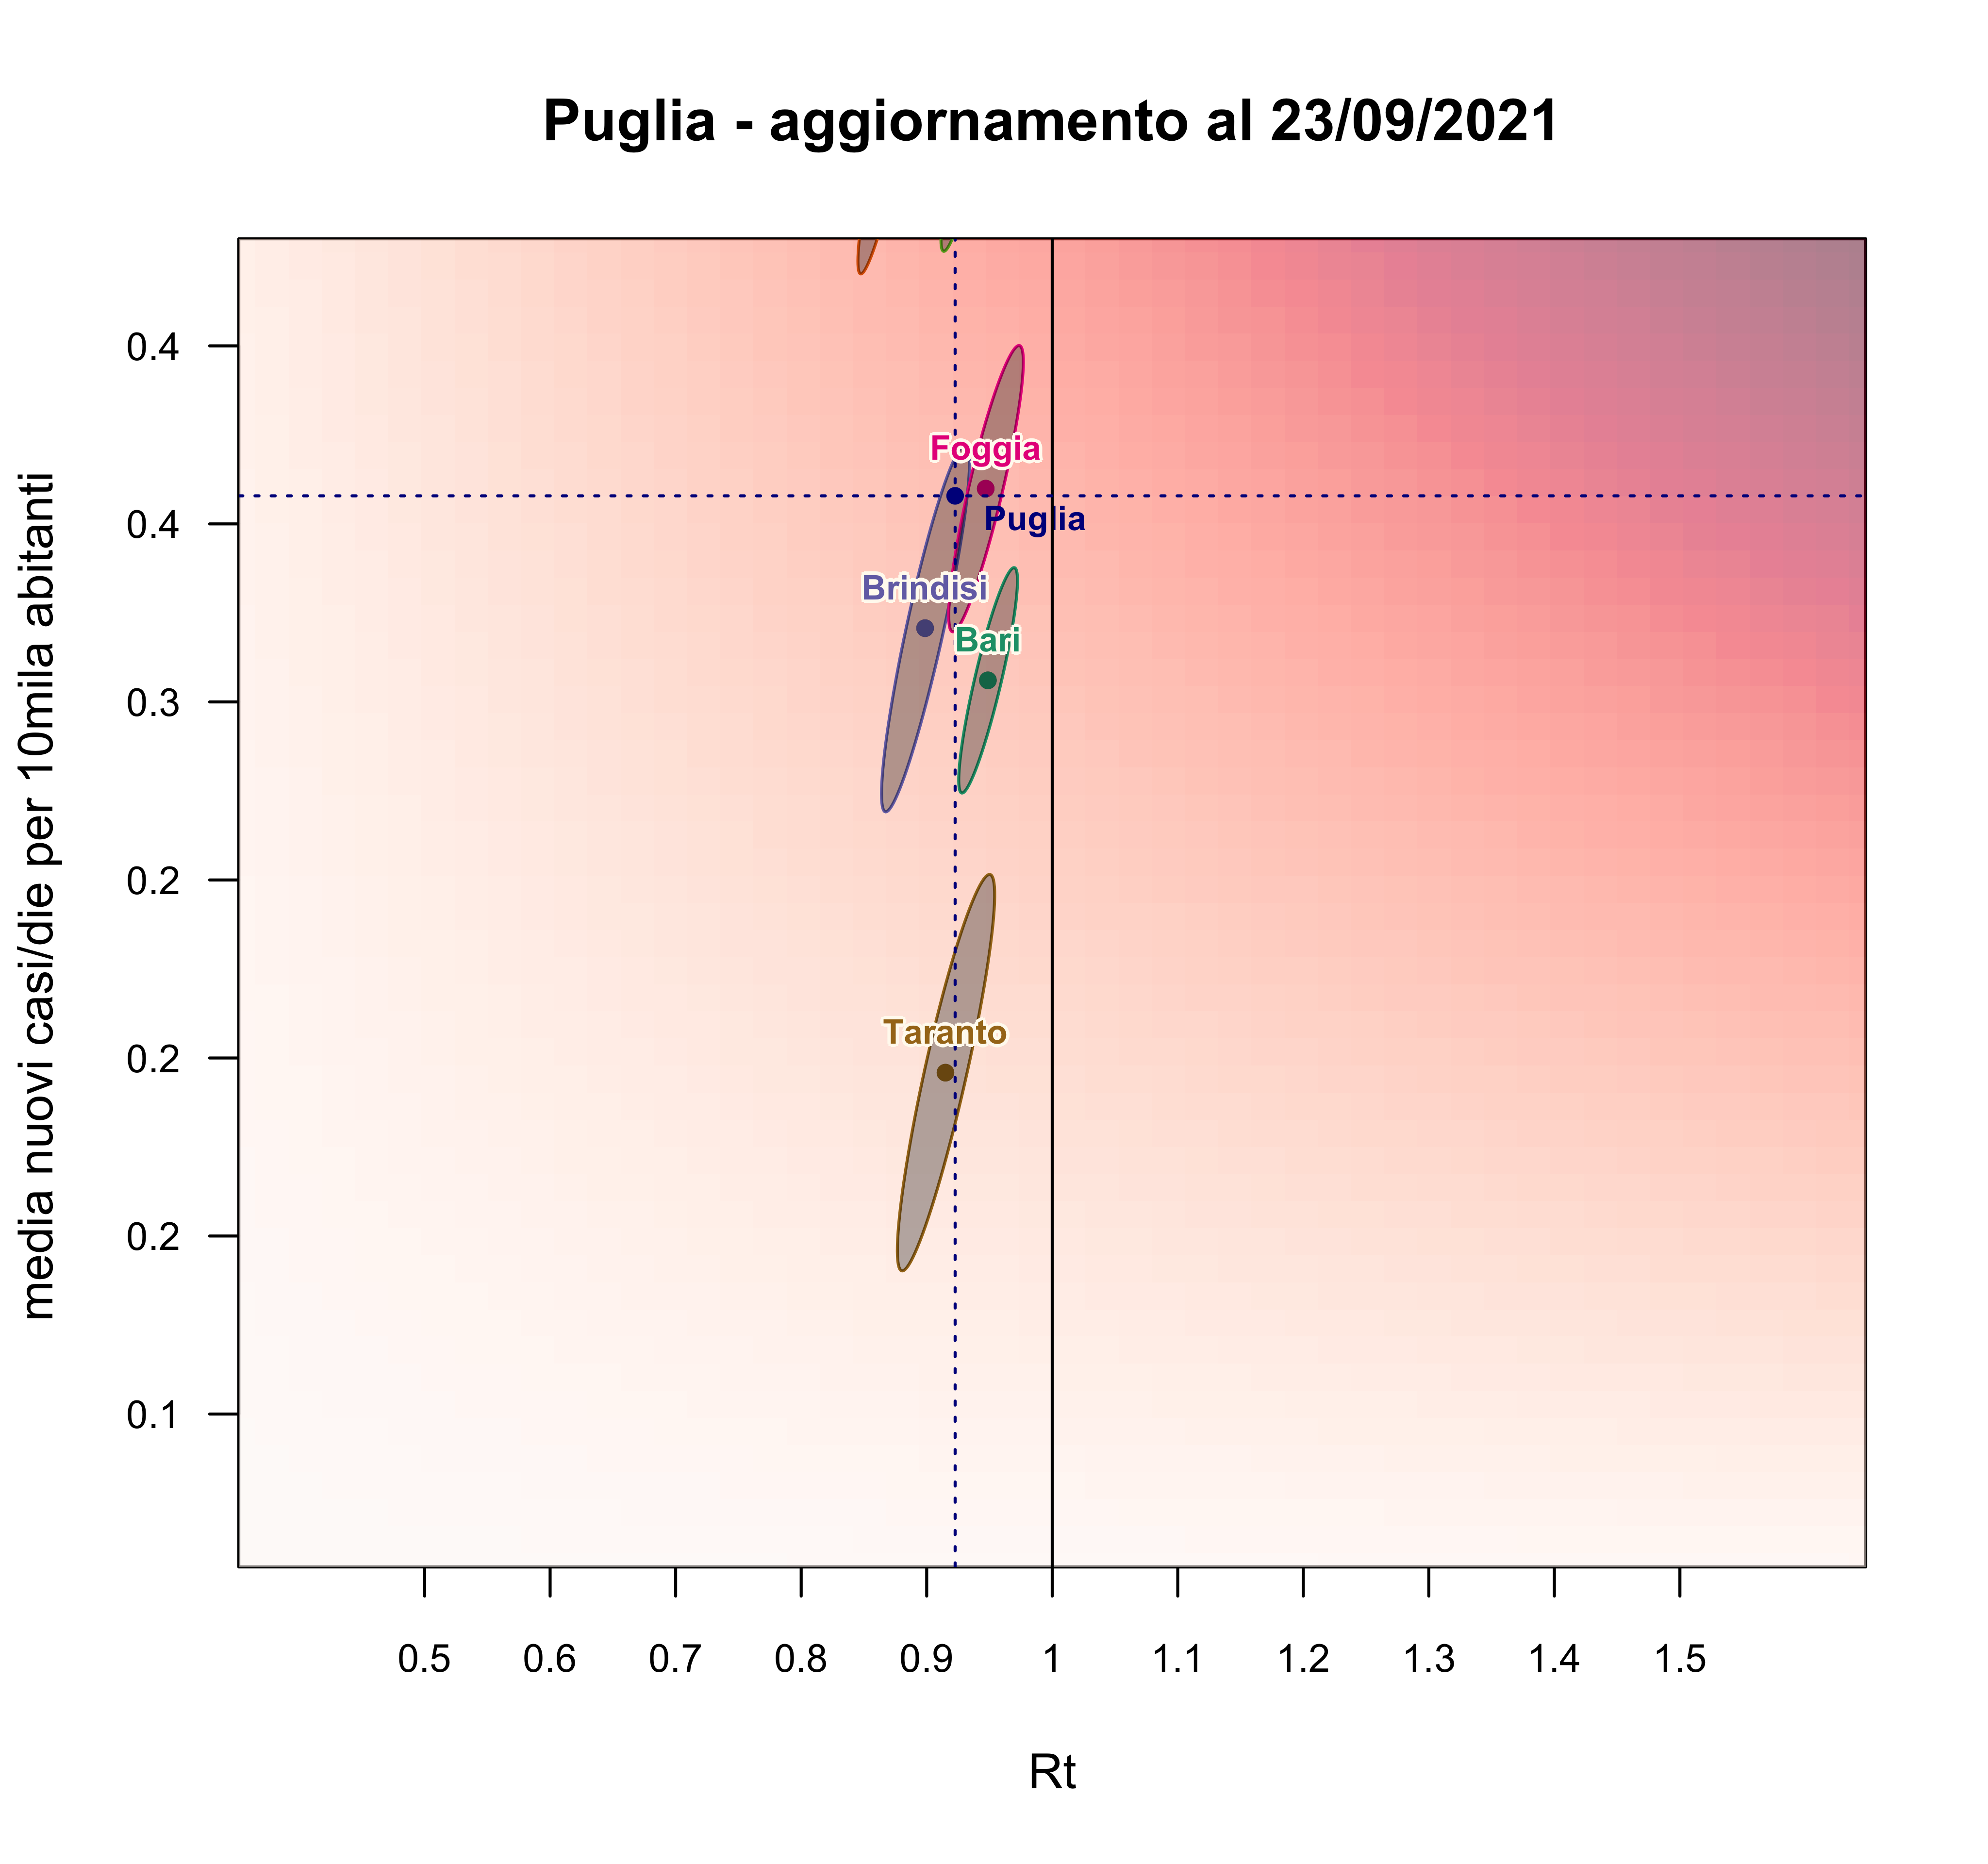 Puglia - aggiornamento al 23/09/2021
media nuovi casi/die per 10mila abitanti
0.4
0.4
0.3
0.2
0.2
0.2
0.1
Foggia
Puglia
Brindisi
Bari
Taranto
0.5 0.6 0.7 0.8 0.9 1 1.1 1.2 1.3 1.4 1.5
Rt